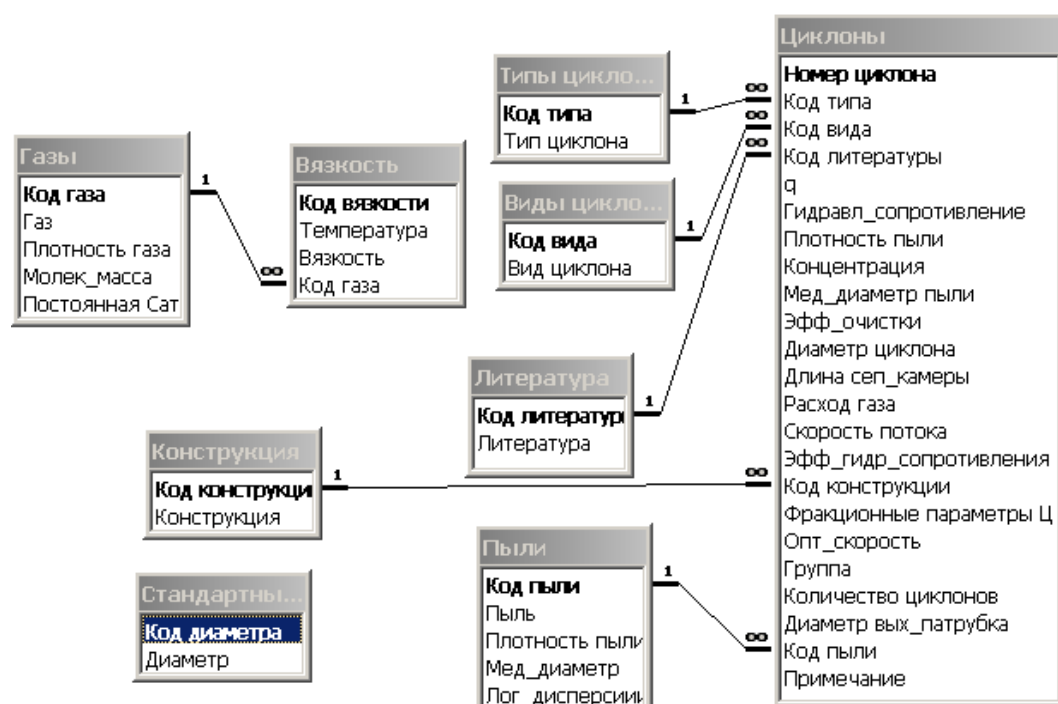 Газы
Код газа
Газ
Плотность газа
Молек_масса
Постоянная Сат
1
∞
Вязкость
Код вязкости
Температура
Вязкость
Код газа
Типы цикло...
Код типа
Тип циклона
1
∞
Виды цикло...
Код вида
Вид циклона
1
∞
Литература
Код литератур
Литература
1
∞
Конструкция
Код конструкци
Конструкция
1
∞
Стандартны...
Код диаметра
Диаметр
Пыли
Код пыли
Пыль
Плотность пыли
Мед_диаметр
Лог_дисперсии
1
∞
Циклоны
Номер циклона
Код типа
Код вида
Код литературы
q
Гидравл_сопротивление
Плотность пыли
Концентрация
Мед_диаметр пыли
Эфф_очистки
Диаметр циклона
Длина сеп_камеры
Расход газа
Скорость потока
Эфф_гидр_сопротивления
Код конструкции
Фракционные параметры Ц
Опт_скорость
Группа
Количество циклонов
Диаметр вых_патрубка
Код пыли
Примечание